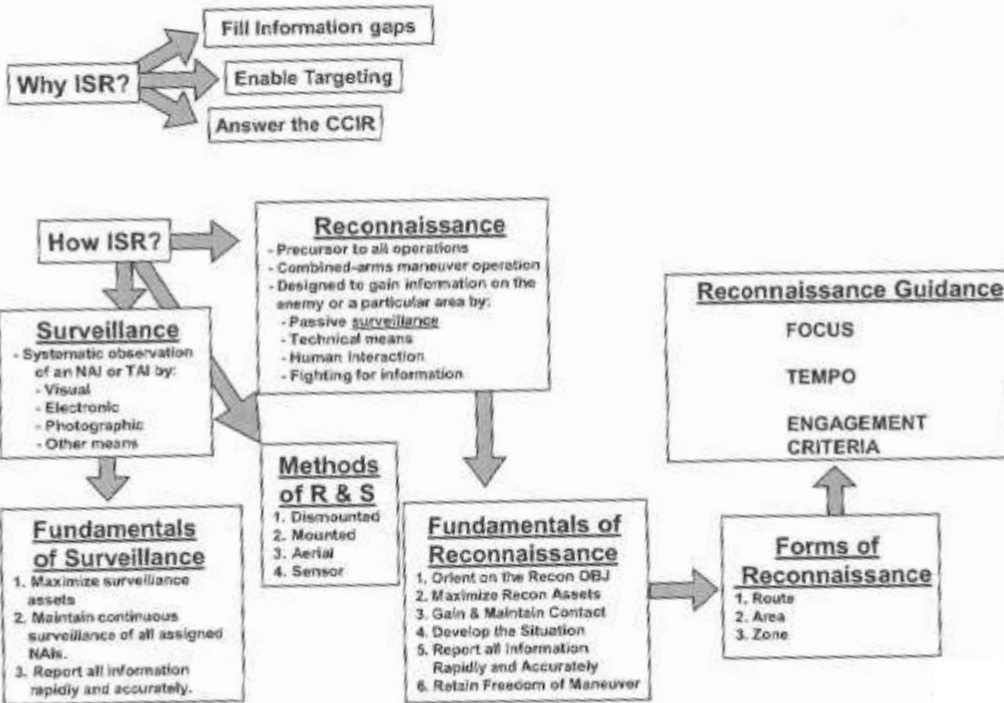 Why ISR?
Fill Information gaps
Enable Targeting
Answer the CCIR
How ISR?
Reconnaissance
- Precursor to all operations
- Combined-arms maneuver operation
- Designed to gain information on the
enemy or a particular area by:
- Passive surveillance
- Technical means
- Human Interaction
- Fighting for information
Surveillance
- Systematic observation
of an NAI or TAI by:
- Visual
- Electronic
- Photographic
- Other means
Methods
of R & S
1. Dismounted
2. Mounted
3. Aerial
4. Sensor
Fundamentals
of Surveillance
1. Maximize surveillance
assets
2. Maintain continuous
surveillance of all assigned
NAIs.
3. Report all information
rapidly and accurately.
Fundamentals of
Reconnaissance
1. Orient on the Recon OBJ
2. Maximize Recon Assets
3. Gain & Maintain Contact
4. Develop the Situation
5. Report all Information
Rapidly and Accurately
6. Retain Freedom of Maneuver
Forms of
Reconnaissance
1. Route
2. Area
3. Zone
Reconnaissance Guidance
FOCUS
TEMPO
ENGAGEMENT
CRITERIA